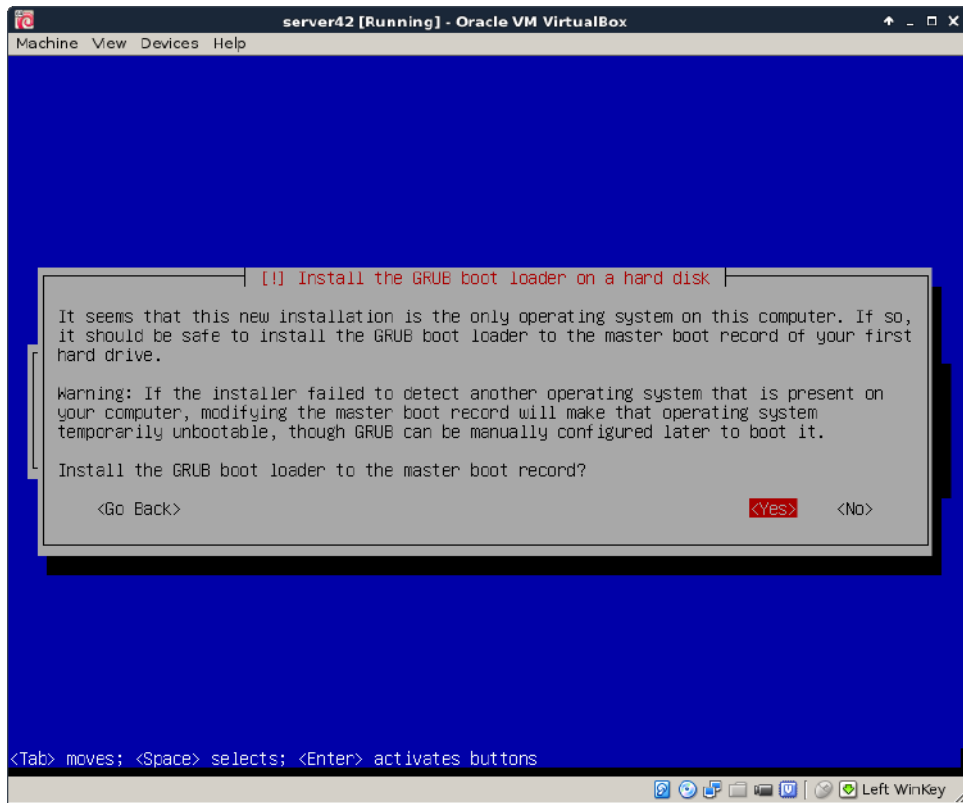 server42 [Running] - Oracle VM VirtualBox
Machine View Devices Help
[!] Install the GRUB boot loader on a hard disk
It seems that this new installation is the only operating system on this computer. If so,
it should be safe to install the GRUB boot loader to the master boot record of your first
hard drive.
Warning: If the installer failed to detect another operating system that is present on
your computer, modifying the master boot record will make that operating system
temporarily unbootable, though GRUB can be manually configured later to boot it.
Install the GRUB boot loader to the master boot record?
<Go Back> <Yes> <No>
<Tab> moves; <Space> selects; <Enter> activates buttons
Left WinKey